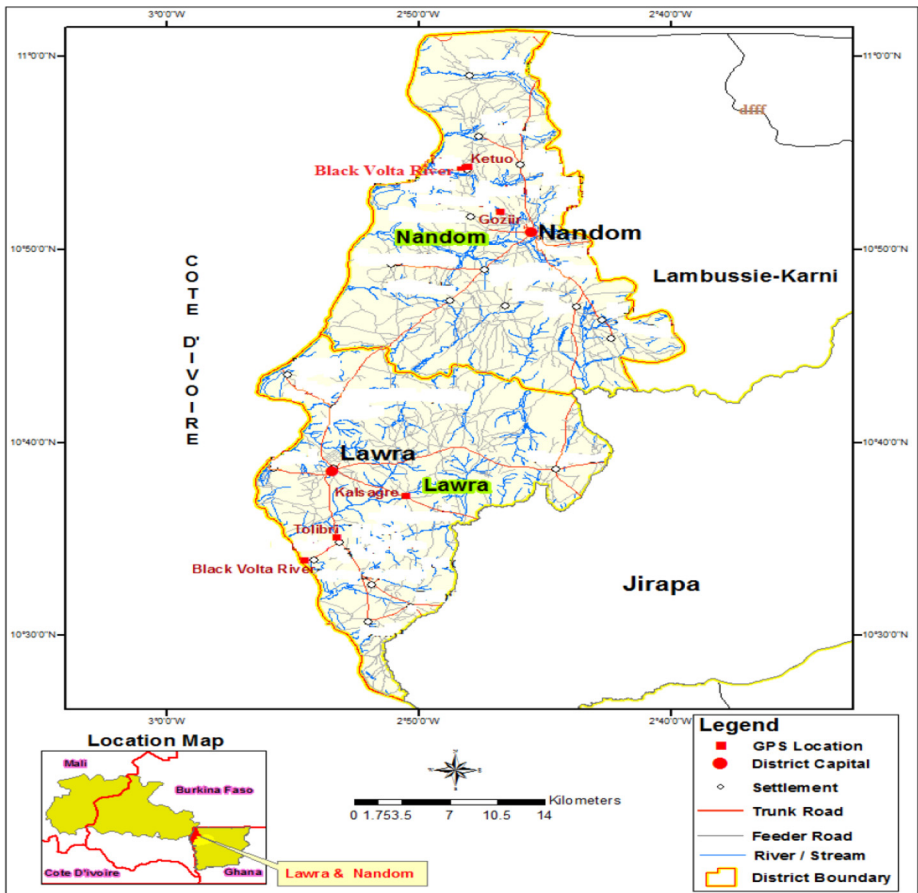 3°0'0"W 2°50'0"W 2°40'0"W
11°0'0"N 11°0'0"N
dfff
Ketuo
Black Volta River
Goziir
Nandom
Nandom
10°50'0"N 10°50'0"N
Lambussie-Karni
COTE D'IVOIRE
10°40'0"N 10°40'0"N
Lawra
Lawra
Kalsagre
Tolibri
Black Volta River
Jirapa
10°30'0"N 10°30'0"N
3°0'0"W 2°50'0"W 2°40'0"W
Location Map
Mali
Burkina Faso
Cote D'ivoire
Ghana
Lawra & Nandom
Kilometers
0 1.753.5 7 10.5 14
Legend
GPS Location
District Capital
Settlement
Trunk Road
Feeder Road
River / Stream
District Boundary